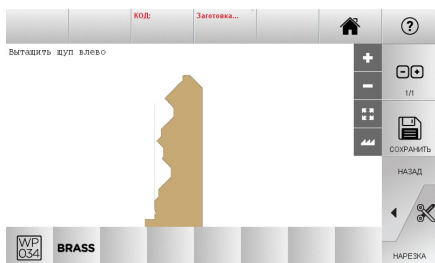 КОД: Заготовка...
Вытащить щуп влево
1/1
СОХРАНИТЬ
НАЗАД
WP
034
BRASS
НАРЕЗКА